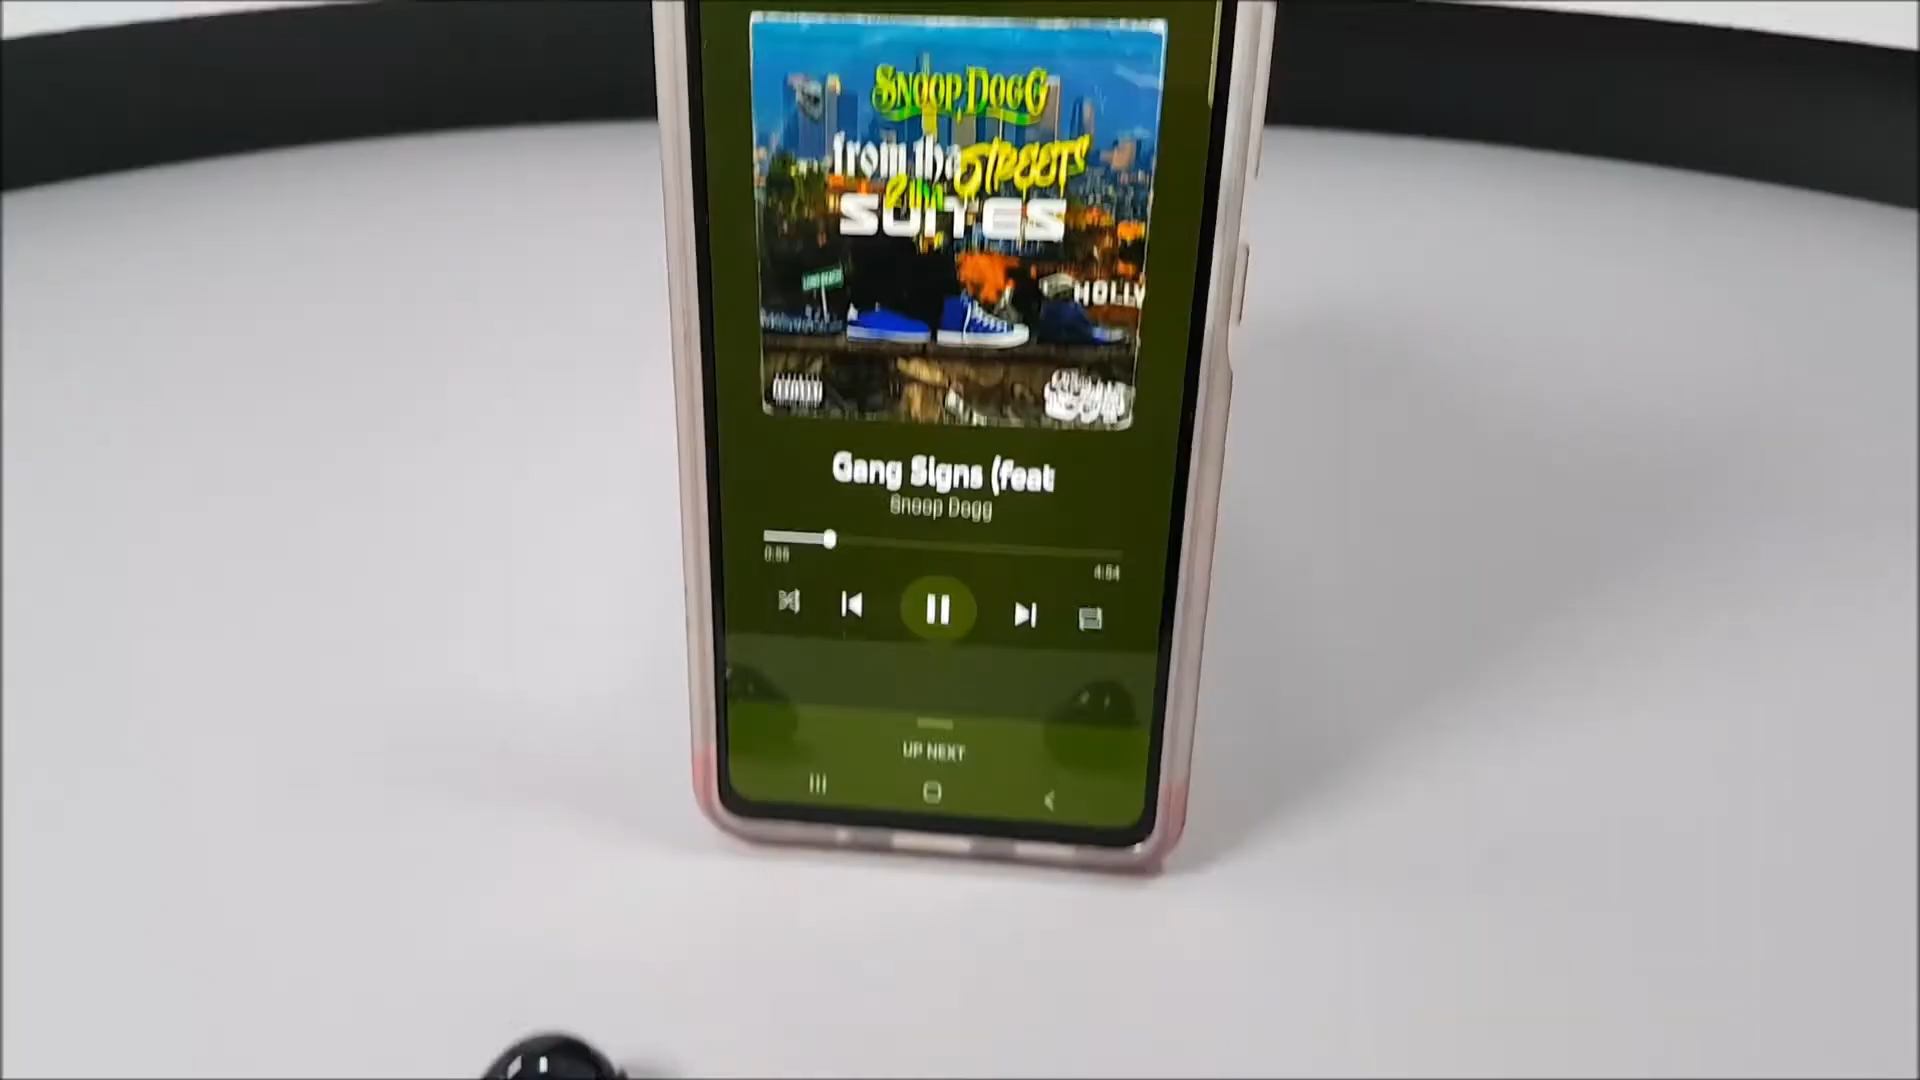 SNOOP DOGG
from tha STREETS
2 tha
SUITES
HOLLY
Gang Signs (feat
Snoop Dogg
4:54
UP NEXT